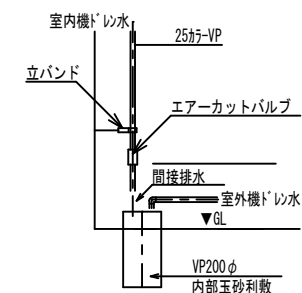 室内機ﾄﾞﾚﾝ水
25ｶﾗｰ-VP
立バンド
エアーカットバルブ
間接排水
室外機ﾄﾞﾚﾝ水
▼GL
VP200φ
内部玉砂利敷